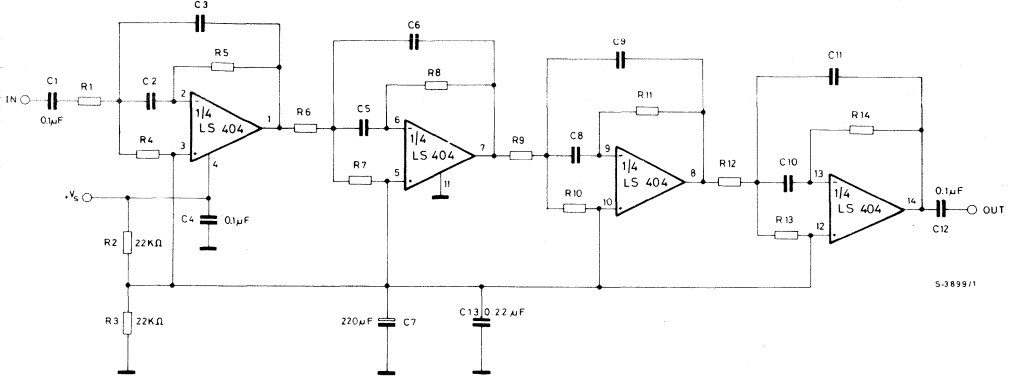 C3
C6
C9
C11
R5
R8
R11
R14
IN
C1
0.1µF
R1
C2
2
-
1/4
LS 404
1
R4
3
+
4
R6
C5
6
-
1/4
LS 404
7
R7
5
+
11
R9
C8
9
-
1/4
LS 404
8
R10
10
+
R12
C10
13
-
1/4
LS 404
14
R13
12
+
0.1µF
C12
OUT
+Vs
C4
0.1µF
R2
22KΩ
R3
22KΩ
220µF
C7
C13
0.22µF
S-3899/1